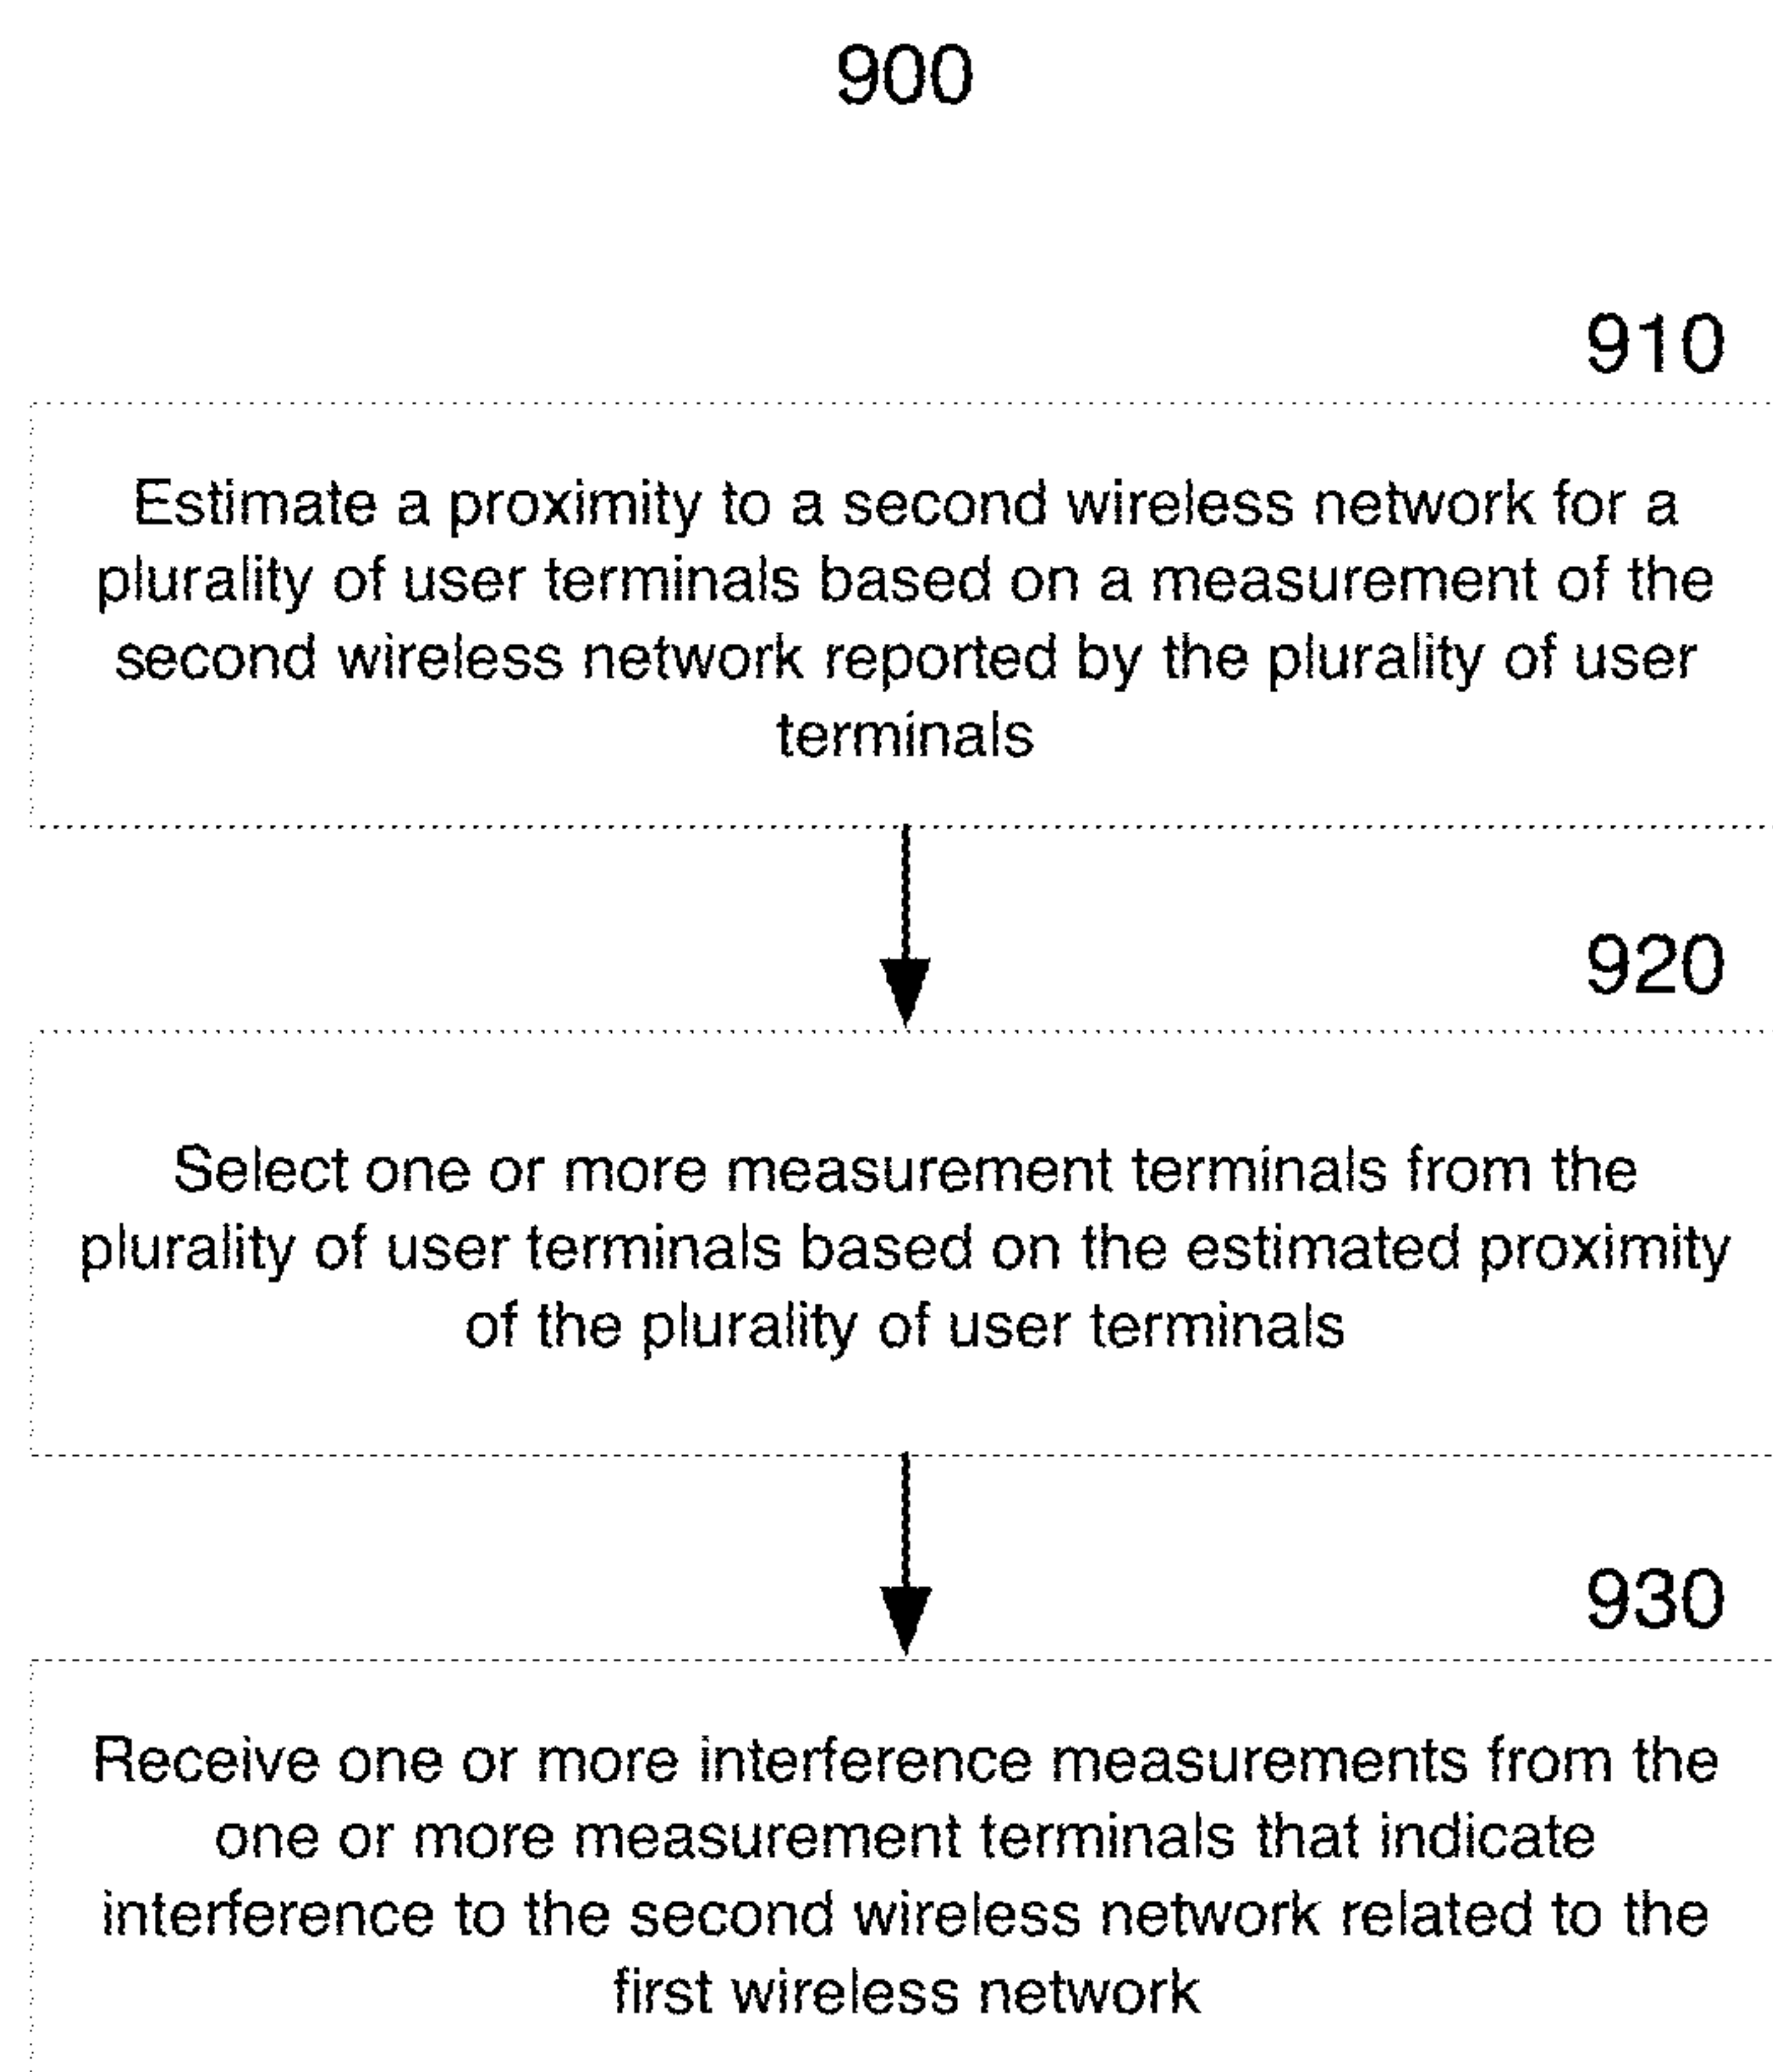 900
910
Estimate a proximity to a second wireless network for a
plurality of user terminals based on a measurement of the
second wireless network reported by the plurality of user
terminals
920
Select one or more measurement terminals from the
plurality of user terminals based on the estimated proximity
of the plurality of user terminals
930
Receive one or more interference measurements from the
one or more measurement terminals that indicate
interference to the second wireless network related to the
first wireless network